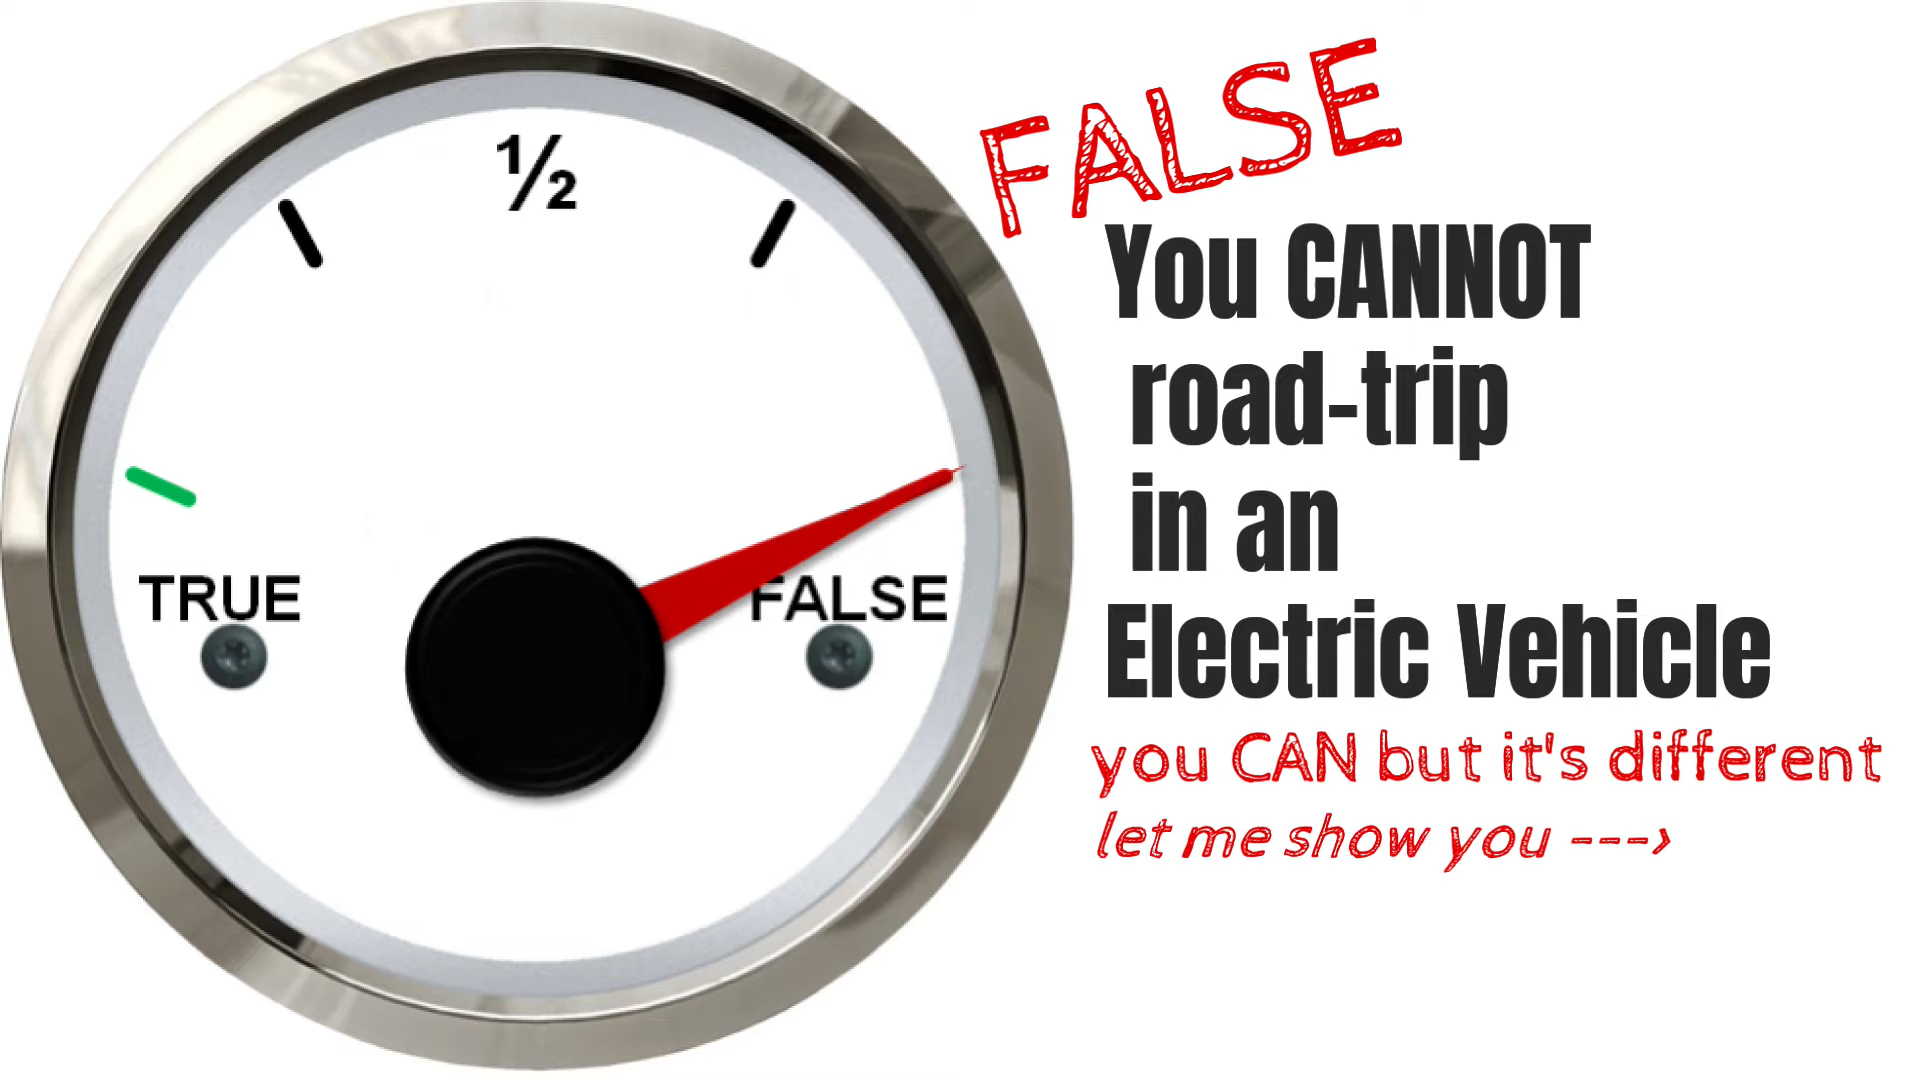 ½
TRUE
FALSE
FALSE
You CANNOT
road-trip
in an
Electric Vehicle
you CAN but it's different
let me show you --->